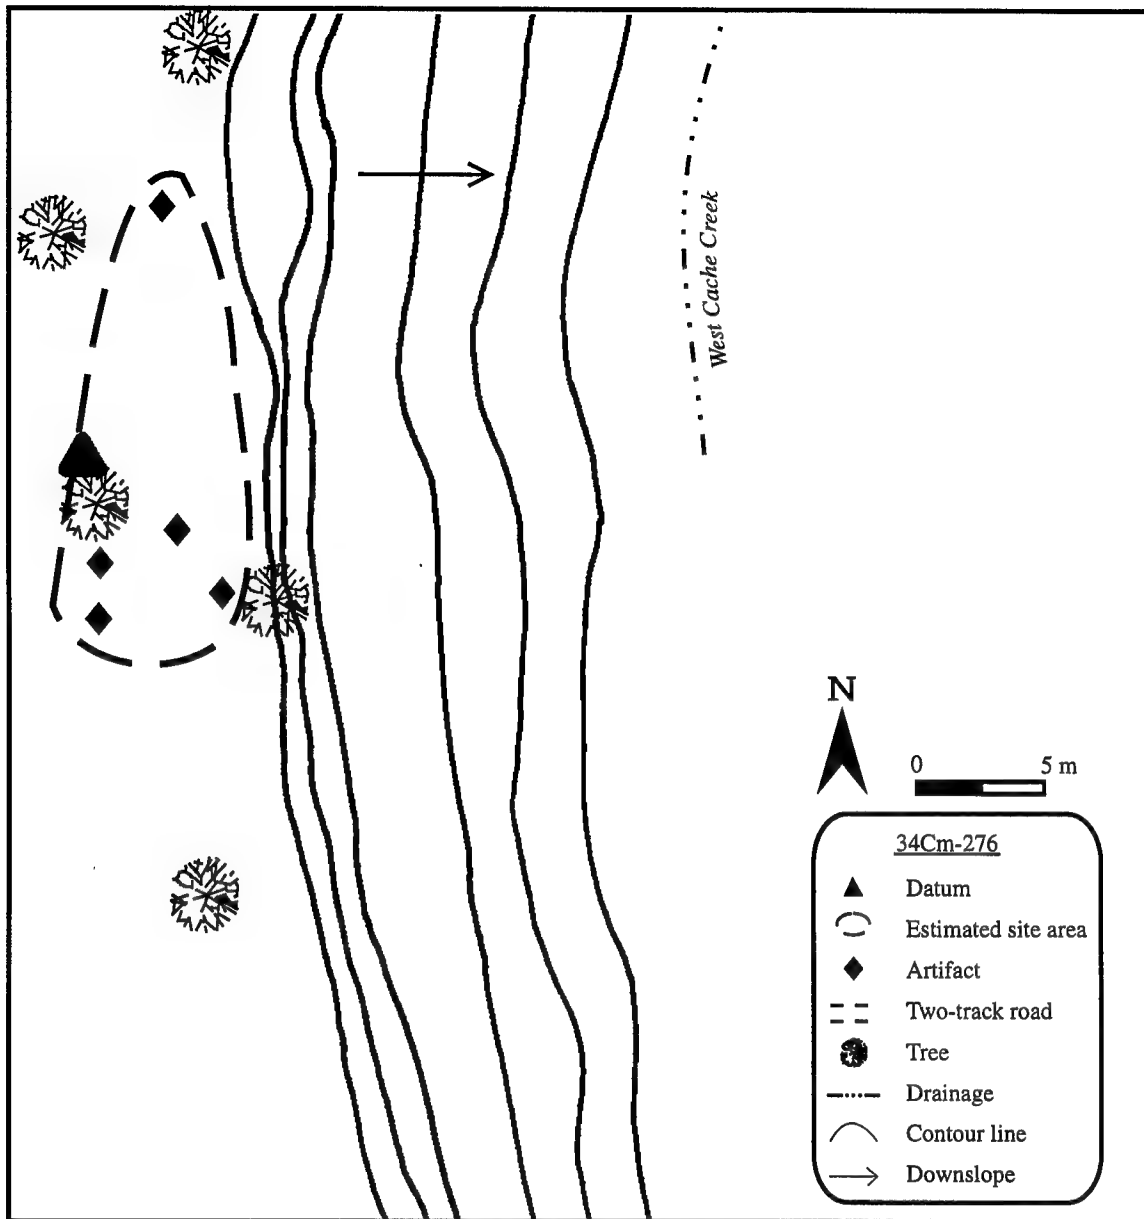 West Cache Creek
N
0 5 m
34Cm-276
Datum
Estimated site area
Artifact
Two-track road
Tree
Drainage
Contour line
Downslope